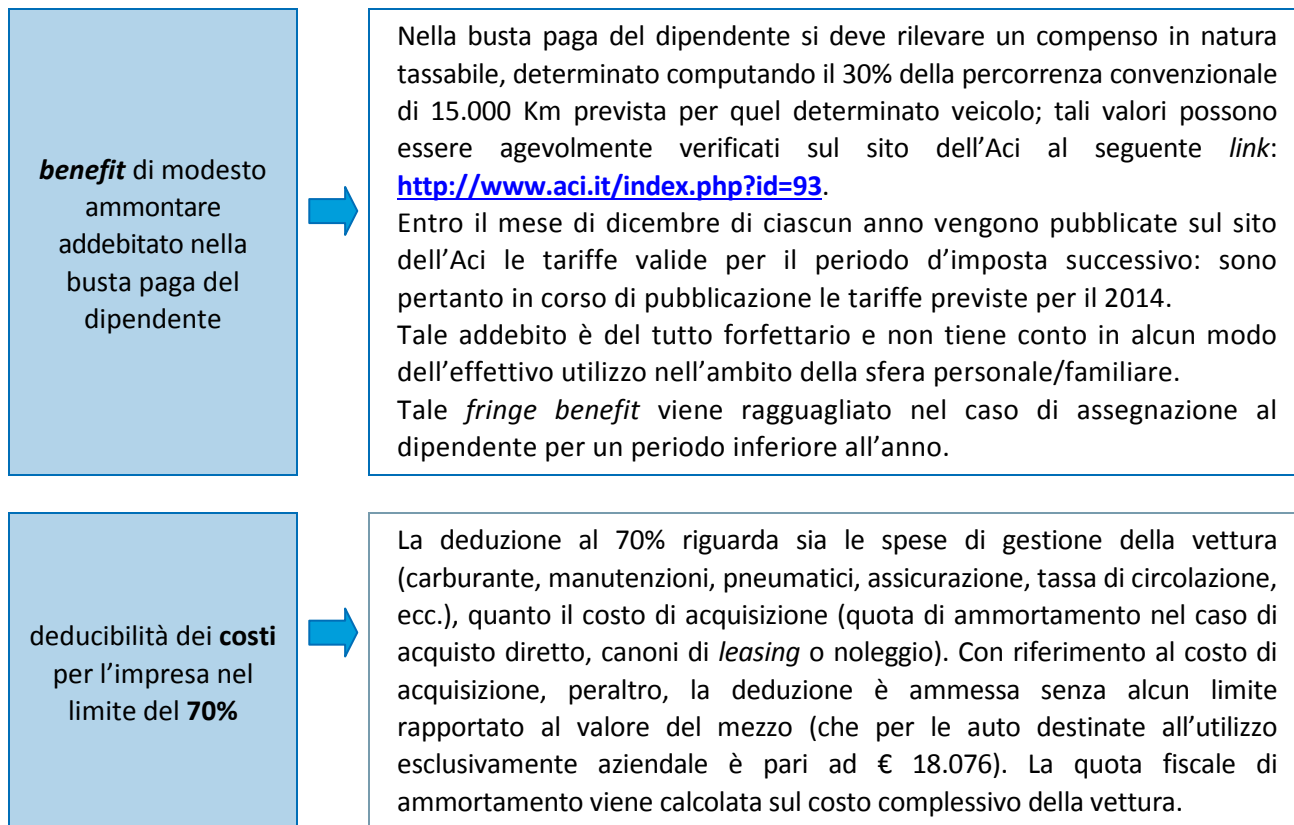 benefit di modesto
ammontare
addebitato nella
busta paga del
dipendente
Nella busta paga del dipendente si deve rilevare un compenso in natura
tassabile, determinato computando il 30% della percorrenza convenzionale
di 15.000 Km prevista per quel determinato veicolo; tali valori possono
essere agevolmente verificati sul sito dell’Aci al seguente link:
http://www.aci.it/index.php?id=93.
Entro il mese di dicembre di ciascun anno vengono pubblicate sul sito
dell’Aci le tariffe valide per il periodo d’imposta successivo: sono
pertanto in corso di pubblicazione le tariffe previste per il 2014.
Tale addebito è del tutto forfettario e non tiene conto in alcun modo
dell’effettivo utilizzo nell’ambito della sfera personale/familiare.
Tale fringe benefit viene ragguagliato nel caso di assegnazione al
dipendente per un periodo inferiore all’anno.
deducibilità dei costi
per l’impresa nel
limite del 70%
La deduzione al 70% riguarda sia le spese di gestione della vettura
(carburante, manutenzioni, pneumatici, assicurazione, tassa di circolazione,
ecc.), quanto il costo di acquisizione (quota di ammortamento nel caso di
acquisto diretto, canoni di leasing o noleggio). Con riferimento al costo di
acquisizione, peraltro, la deduzione è ammessa senza alcun limite
rapportato al valore del mezzo (che per le auto destinate all’utilizzo
esclusivamente aziendale è pari ad € 18.076). La quota fiscale di
ammortamento viene calcolata sul costo complessivo della vettura.